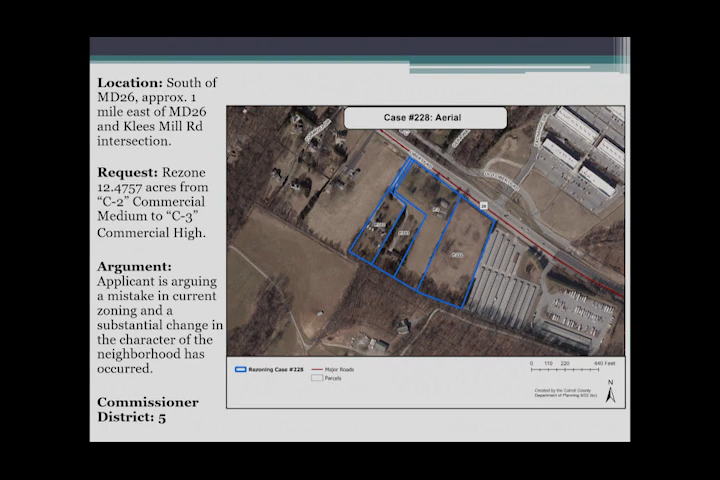 Location: South of
MD26, approx. 1
mile east of MD26
and Klees Mill Rd
intersection.
Request: Rezone
12.4757 acres from
“C-2” Commercial
Medium to “C-3”
Commercial High.
Argument:
Applicant is arguing
a mistake in current
zoning and a
substantial change in
the character of the
neighborhood has
occurred.
Commissioner
District: 5
Case #228: Aerial
26
Rezoning Case #228
Major Roads
Parcels
0 110 220 440 Feet
Created by the Carroll County
N